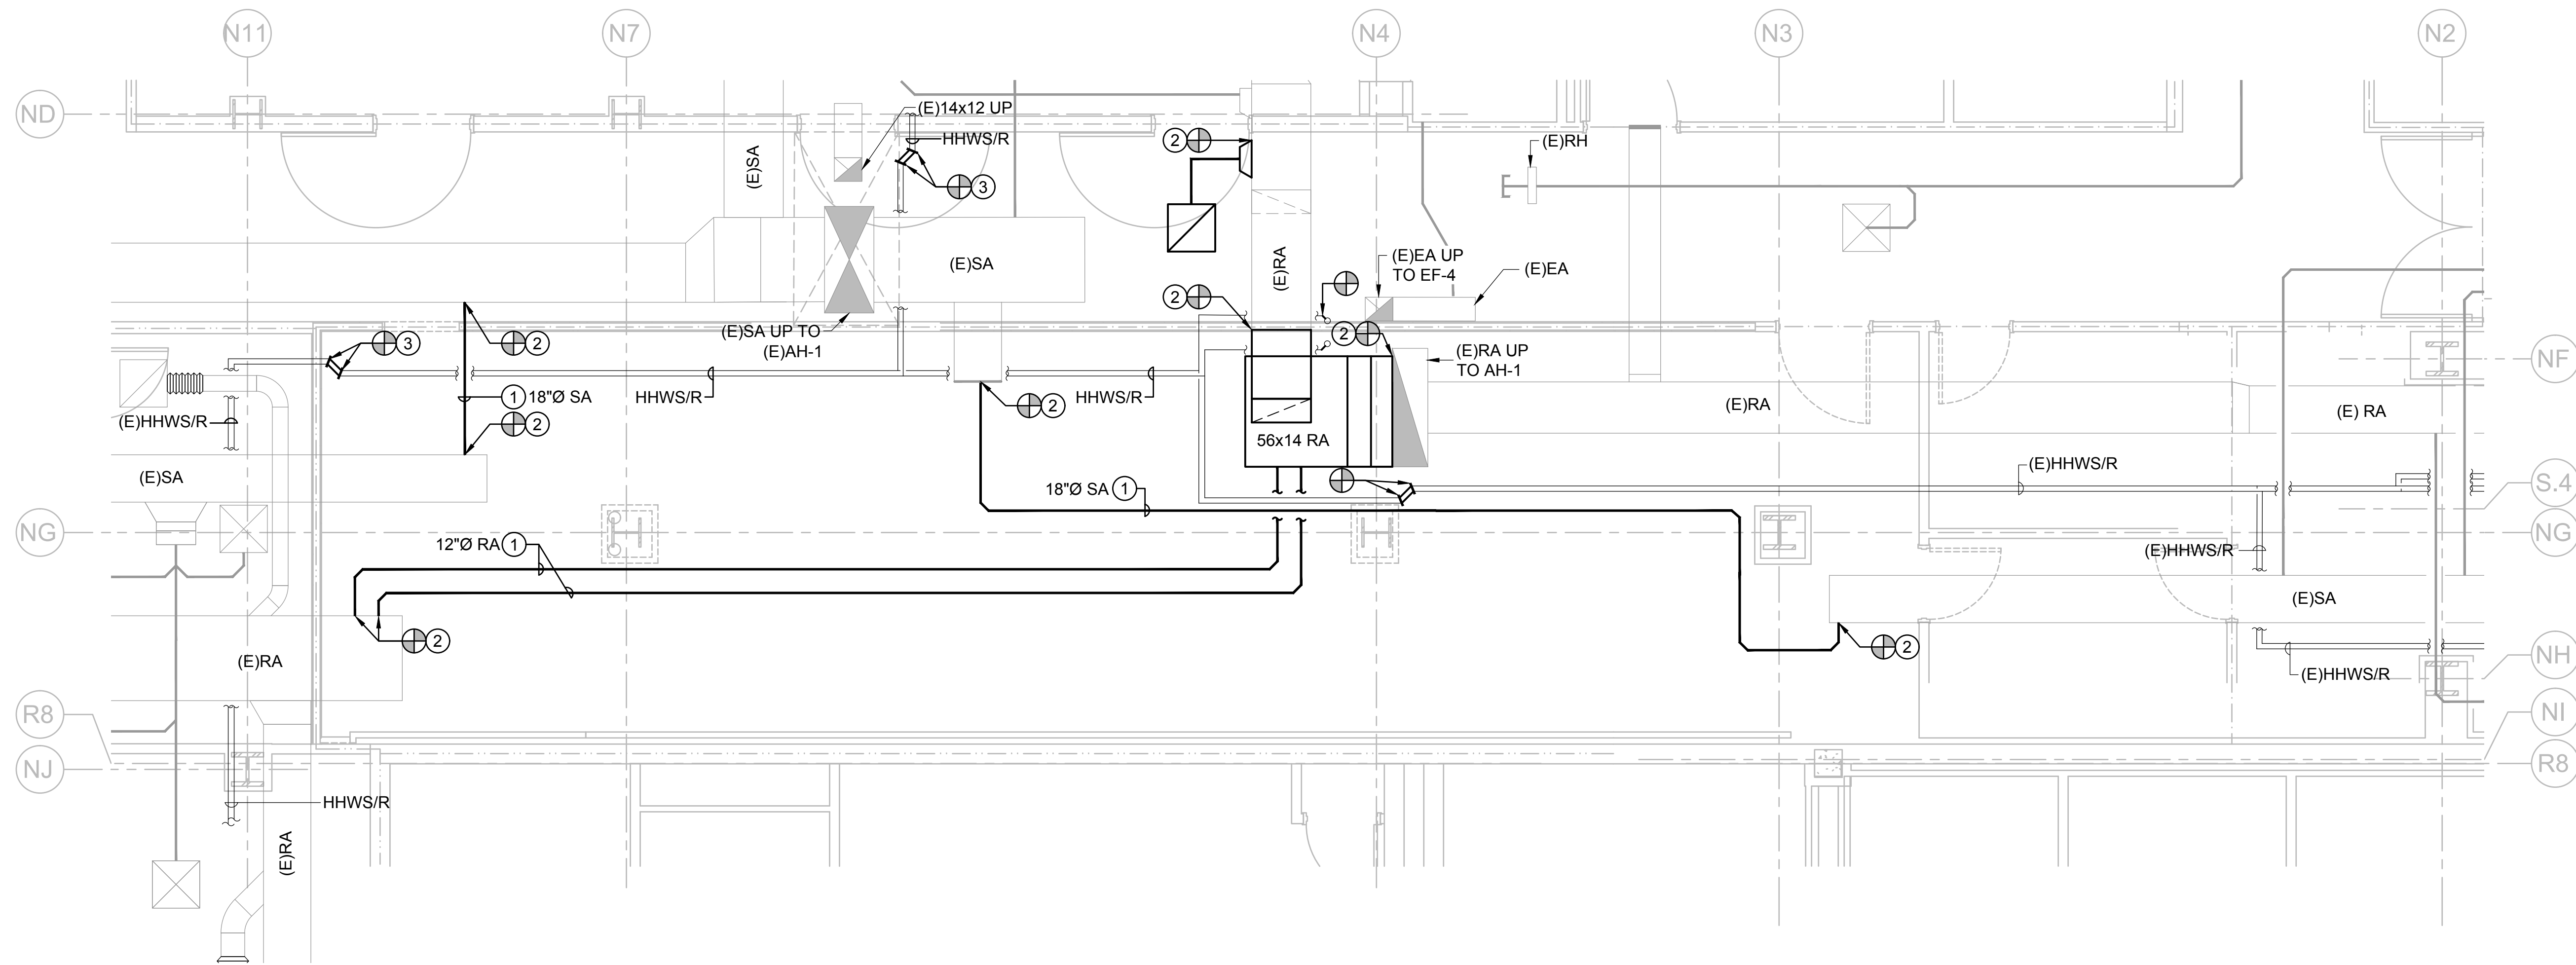 N11
N7
N4
N3
N2
ND
(E)14x12 UP
HHWS/R
(E)SA
3
2
(E)RH
(E)SA
(E)RA
(E)EA UP
TO EF-4
(E)EA
2
(E)SA UP TO
(E)AH-1
3
2
2
(E)RA UP
TO AH-1
NF
1 18"Ø SA
HHWS/R
HHWS/R
2
(E)RA
(E) RA
(E)HHWS/R
2
56x14 RA
(E)SA
(E)HHWS/R
S.4
18"Ø SA 1
NG
12"Ø RA 1
(E)HHWS/R
NG
(E)SA
2
2
(E)RA
NH
(E)HHWS/R
R8
NI
NJ
R8
HHWS/R
(E)RA